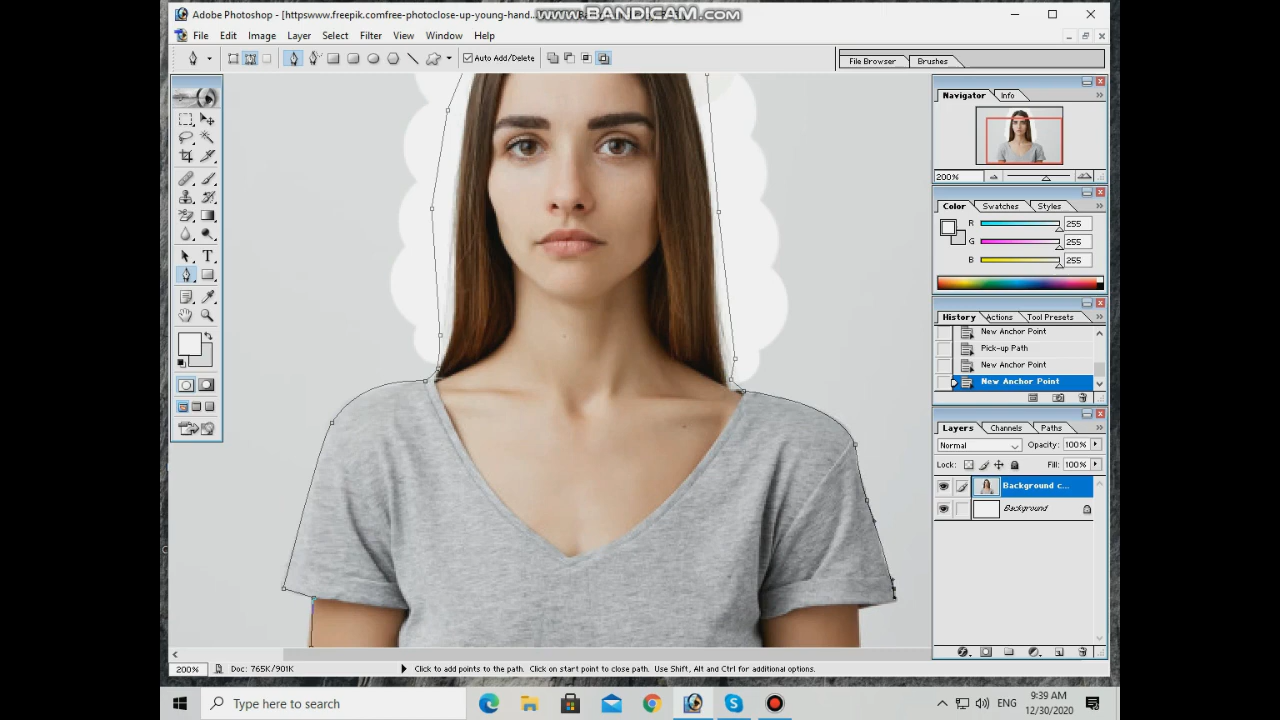 Adobe Photoshop - [httpswww.freepik.comfree-photoclose-up-young-hand...
www.BANDICAM.com
File Edit Image Layer Select Filter View Window Help
Auto Add/Delete
File Browser Brushes
Navigator Info
200%
Color Swatches Styles
R 255
G 255
B 255
History Actions Tool Presets
New Anchor Point
Pick-up Path
New Anchor Point
New Anchor Point
Layers Channels Paths
Normal Opacity: 100%
Lock: Fill: 100%
Background c...
Background
200% Doc: 765K/901K Click to add points to the path. Click on start point to close path. Use Shift, Alt and Ctrl for additional options.
Type here to search
ENG
9:39 AM
12/30/2020